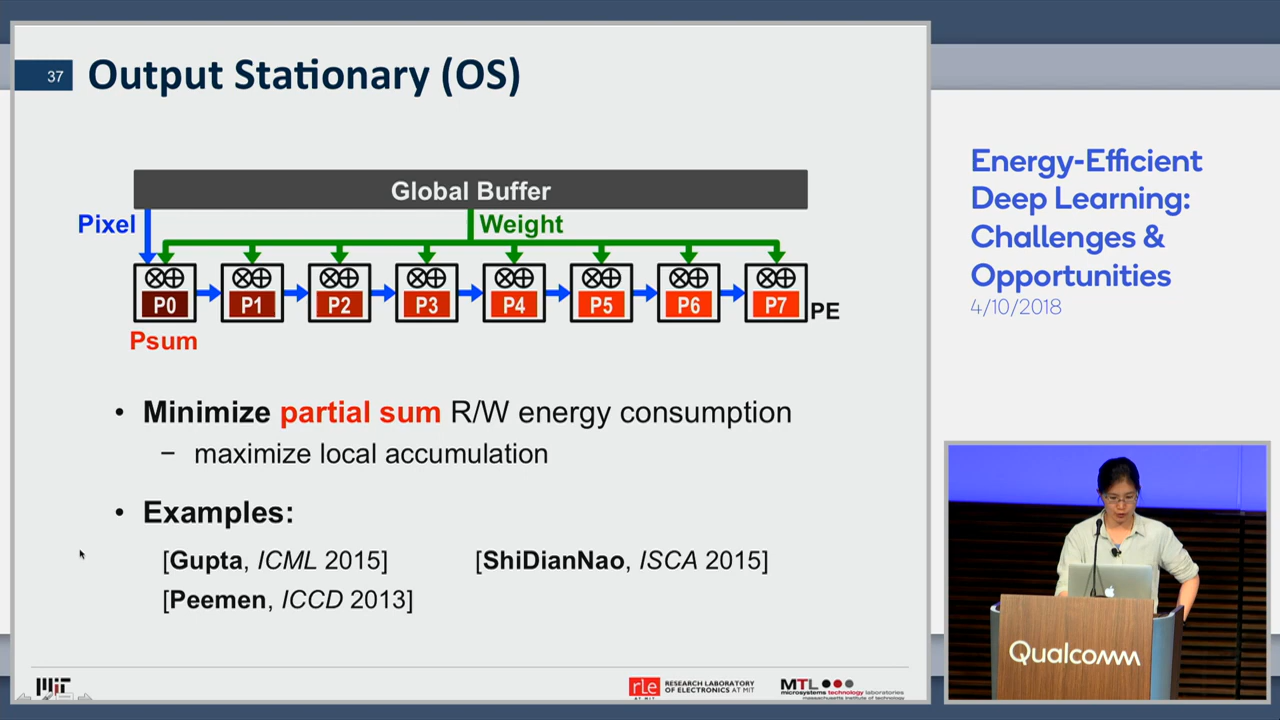 37
Output Stationary (OS)
Global Buffer
Pixel
Weight
P0 P1 P2 P3 P4 P5 P6 P7
PE
Psum
• Minimize partial sum R/W energy consumption
– maximize local accumulation
• Examples:
[Gupta, ICML 2015] [ShiDianNao, ISCA 2015]
[Peemen, ICCD 2013]
MIT
rle RESEARCH LABORATORY
OF ELECTRONICS AT MIT
MTL
microsystems technology laboratories
massachusetts institute of technology
Energy-Efficient
Deep Learning:
Challenges &
Opportunities
4/10/2018
Qualcomm